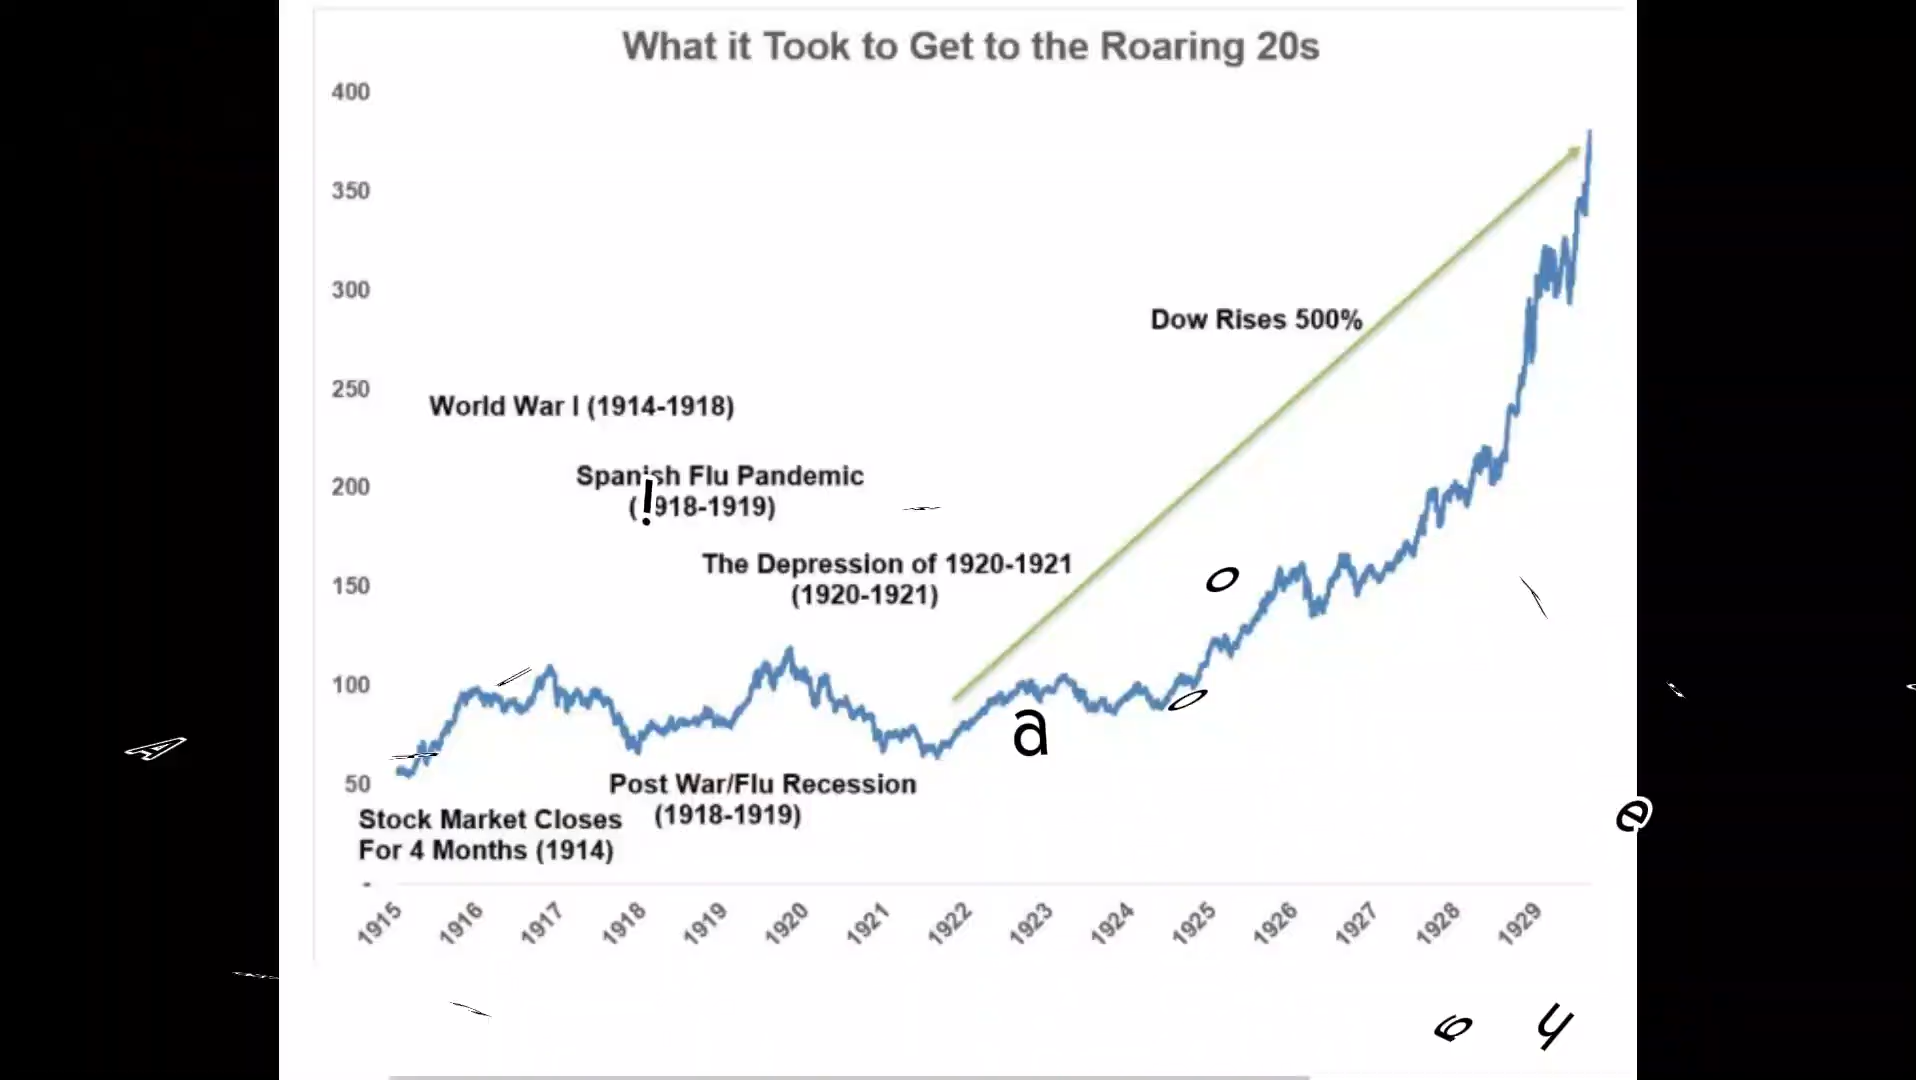 What it Took to Get to the Roaring 20s
400
350
300
250
200
150
100
50
-
Dow Rises 500%
World War I (1914-1918)
Spanish Flu Pandemic
(1918-1919)
The Depression of 1920-1921
(1920-1921)
Post War/Flu Recession
(1918-1919)
Stock Market Closes
For 4 Months (1914)
1915 1916 1917 1918 1919 1920 1921 1922 1923 1924 1925 1926 1927 1928 1929
!
o
o
a
A
e
y